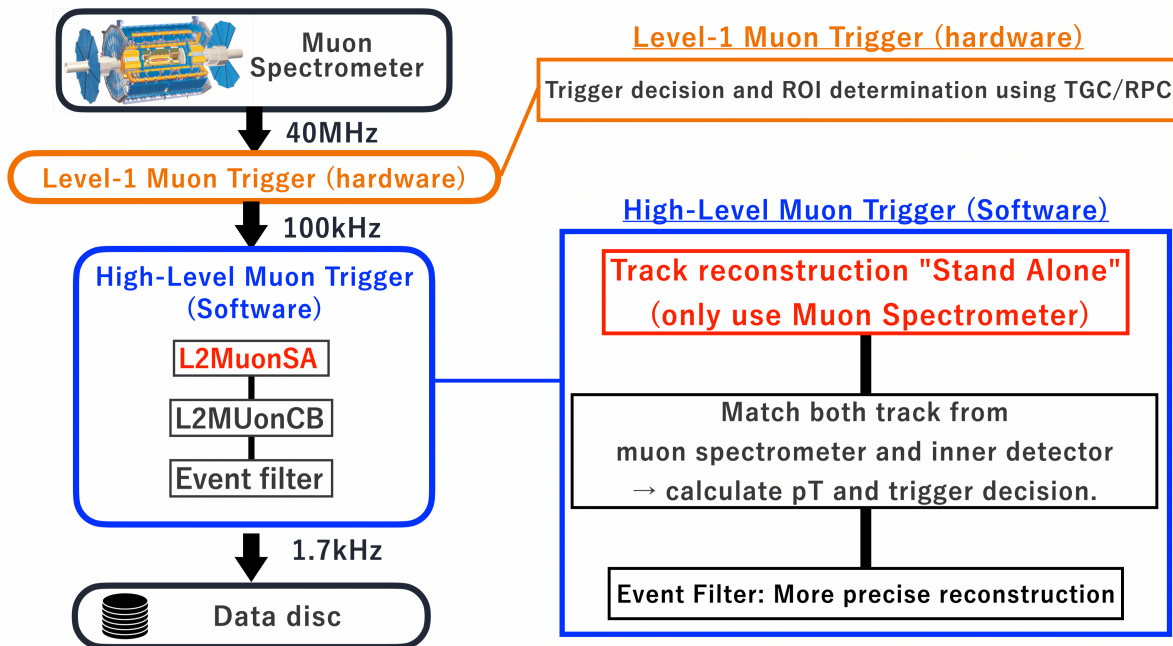 Muon
Spectrometer
40MHz
Level-1 Muon Trigger (hardware)
100kHz
High-Level Muon Trigger
(Software)
L2MuonSA
L2MUonCB
Event filter
1.7kHz
Data disc
Level-1 Muon Trigger (hardware)
Trigger decision and ROI determination using TGC/RPC
High-Level Muon Trigger (Software)
Track reconstruction "Stand Alone"
(only use Muon Spectrometer)
Match both track from
muon spectrometer and inner detector
→ calculate pT and trigger decision.
Event Filter: More precise reconstruction